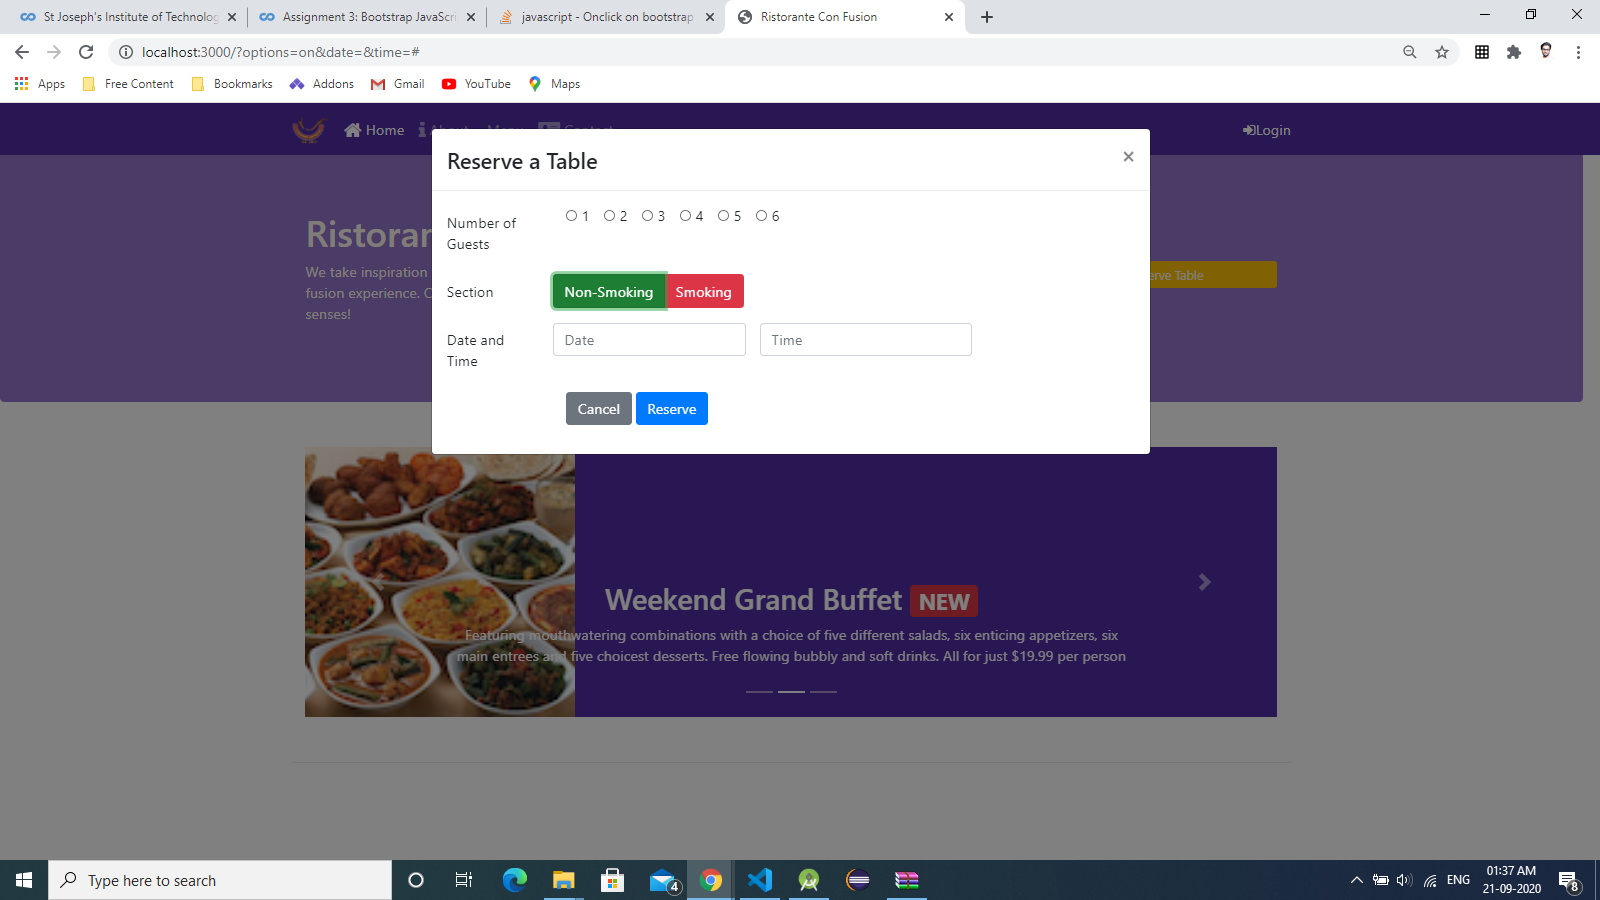 St Joseph's Institute of Technolog
Assignment 3: Bootstrap JavaScri
javascript - Onclick on bootstrap
Ristorante Con Fusion
localhost:3000/?options=on&date=&time=#
Apps
Free Content
Bookmarks
Addons
Gmail
YouTube
Maps
Home
About
Menu
Contact
Login
Reserve a Table
×
Number of
Guests
1 2 3 4 5 6
Section
Non-Smoking
Smoking
Date and
Time
Date
Time
Cancel
Reserve
Ristorar
We take inspiration
fusion experience. C
senses!
erve Table
Weekend Grand Buffet NEW
Featuring mouthwatering combinations with a choice of five different salads, six enticing appetizers, six
main entrees and five choicest desserts. Free flowing bubbly and soft drinks. All for just $19.99 per person
Type here to search
4
ENG
01:37 AM
21-09-2020
8